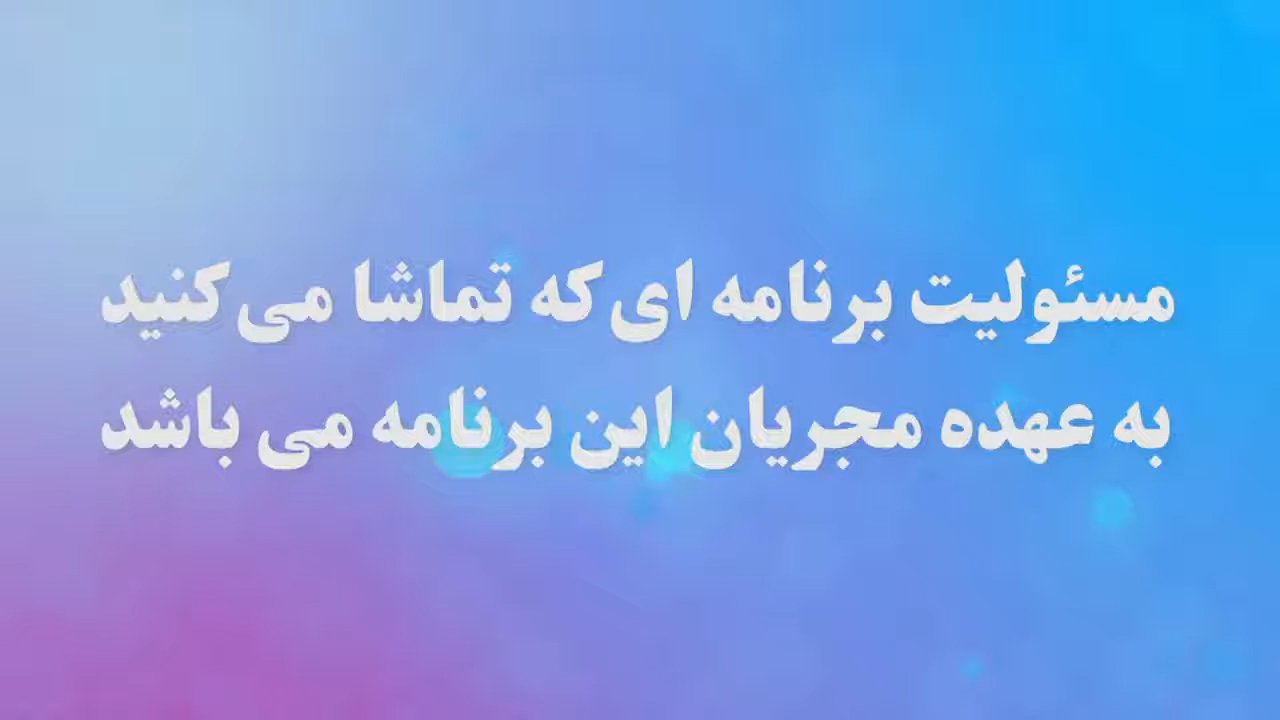 مسئولیت برنامه ای که تماشا می کنید
به عهده مجریان این برنامه می باشد